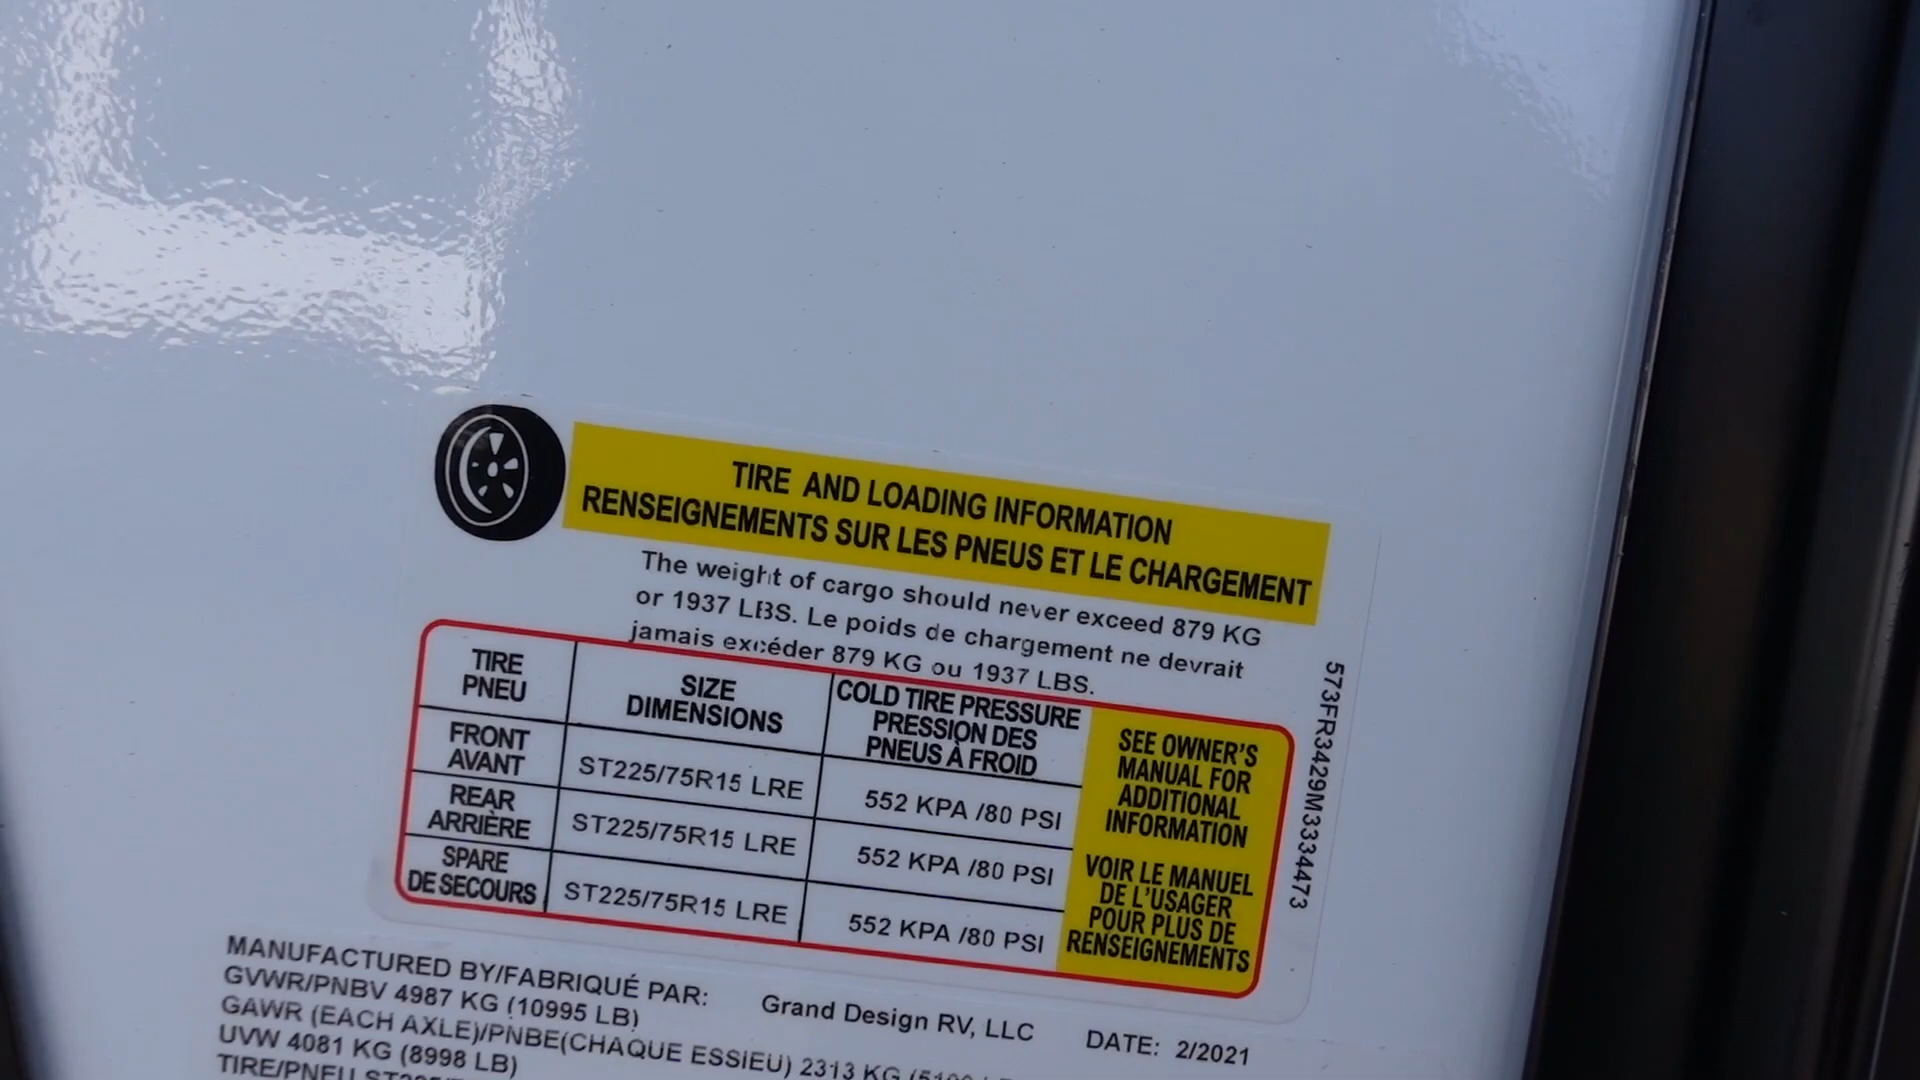 TIRE AND LOADING INFORMATION
RENSEIGNEMENTS SUR LES PNEUS ET LE CHARGEMENT
The weight of cargo should never exceed 879 KG
or 1937 LBS. Le poids de chargement ne devrait
jamais excéder 879 KG ou 1937 LBS.
TIRE
PNEU
SIZE
DIMENSIONS
COLD TIRE PRESSURE
PRESSION DES
PNEUS À FROID
FRONT
AVANT
ST225/75R15 LRE
552 KPA /80 PSI
REAR
ARRIÈRE
ST225/75R15 LRE
552 KPA /80 PSI
SPARE
DE SECOURS
ST225/75R15 LRE
552 KPA /80 PSI
SEE OWNER'S
MANUAL FOR
ADDITIONAL
INFORMATION
VOIR LE MANUEL
DE L'USAGER
POUR PLUS DE
RENSEIGNEMENTS
573FR3429M3334473
MANUFACTURED BY/FABRIQUÉ PAR: Grand Design RV, LLC DATE: 2/2021
GVWR/PNBV 4987 KG (10995 LB)
GAWR (EACH AXLE)/PNBE(CHAQUE ESSIEU) 2313 KG
UVW 4081 KG (8998 LB)
TIRE/PNEU